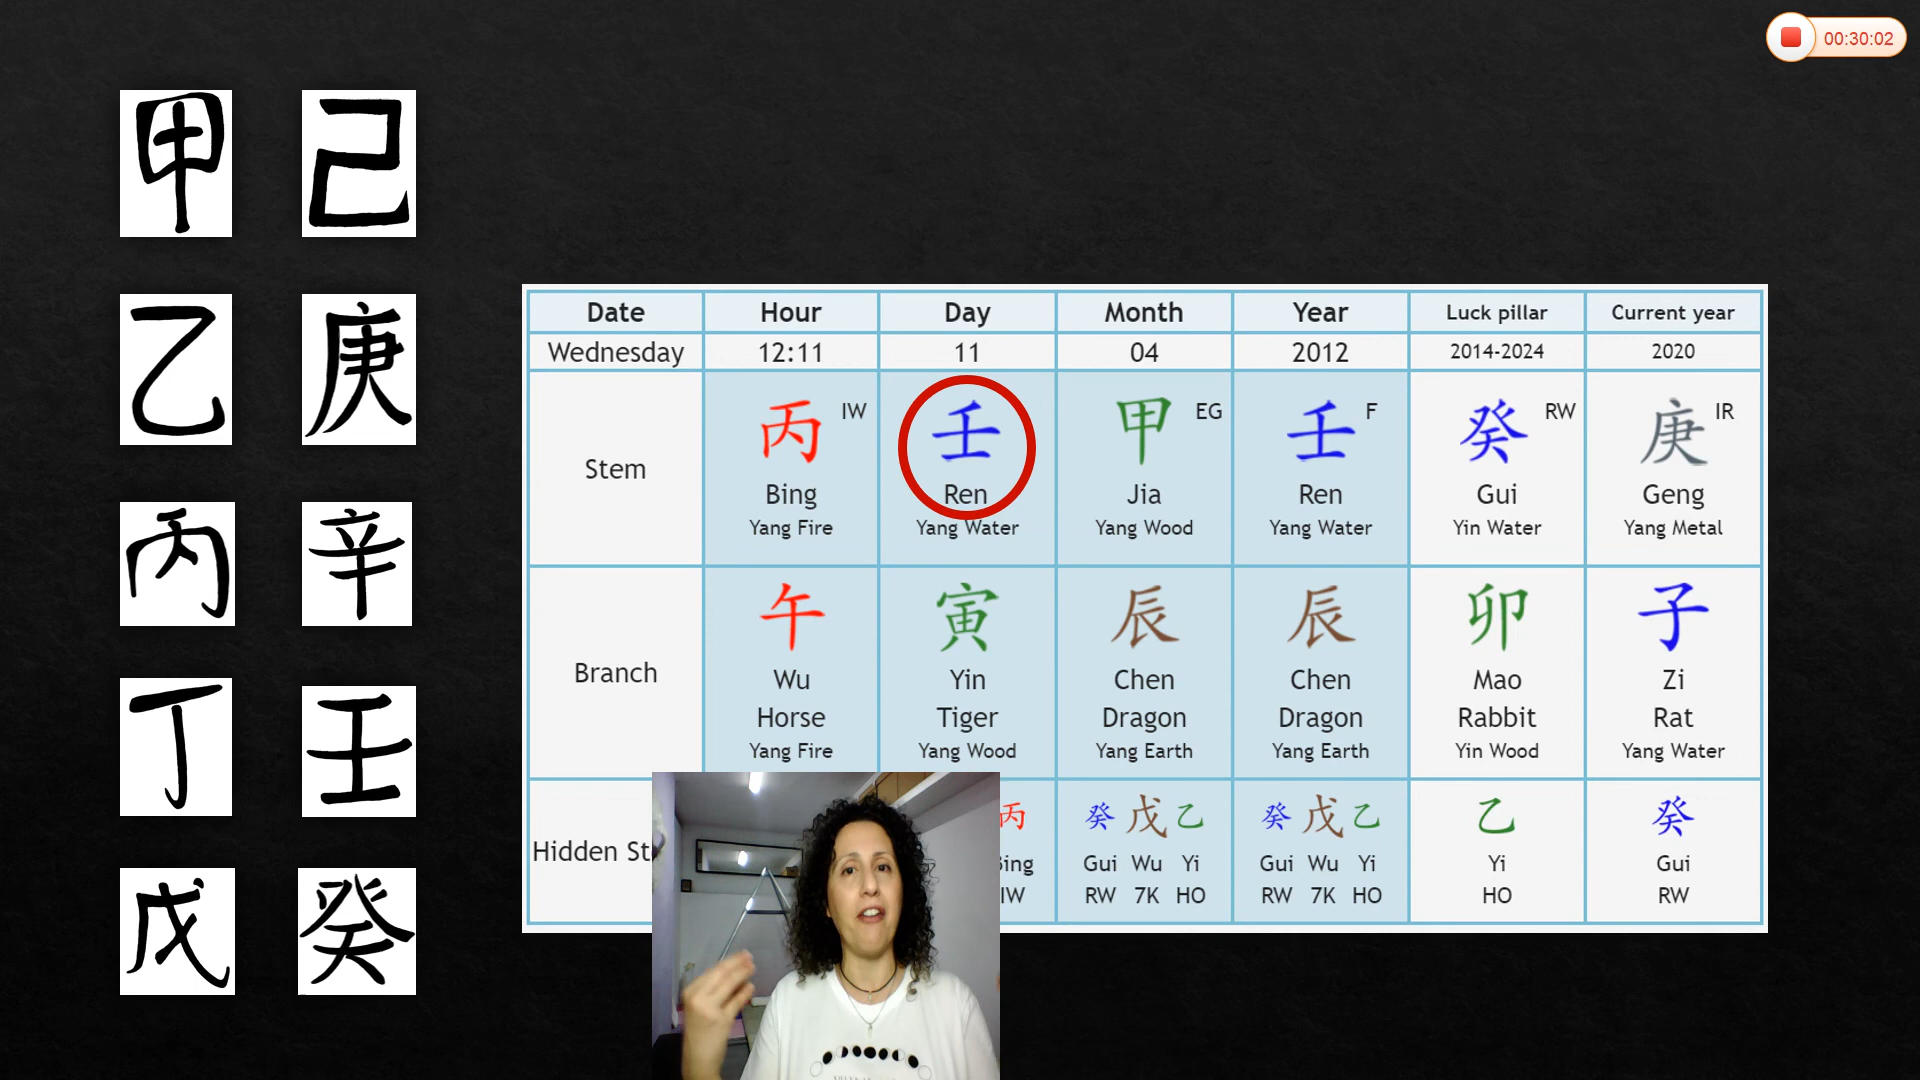 00:30:02
甲 己
乙 庚
丙 辛
丁 壬
戊 癸
Date Hour Day Month Year Luck pillar Current year
Wednesday 12:11 11 04 2012 2014-2024 2020
Stem
丙 IW 壬 甲 EG 壬 F 癸 RW 庚 IR
Bing Ren Jia Ren Gui Geng
Yang Fire Yang Water Yang Wood Yang Water Yin Water Yang Metal
Branch
午 寅 辰 辰 卯 子
Wu Yin Chen Chen Mao Zi
Horse Tiger Dragon Dragon Rabbit Rat
Yang Fire Yang Wood Yang Earth Yang Earth Yin Wood Yang Water
Hidden St
丙 癸 戊 乙 癸 戊 乙 乙 癸
ing Gui Wu Yi Gui Wu Yi Yi Gui
IW RW 7K HO RW 7K HO HO RW